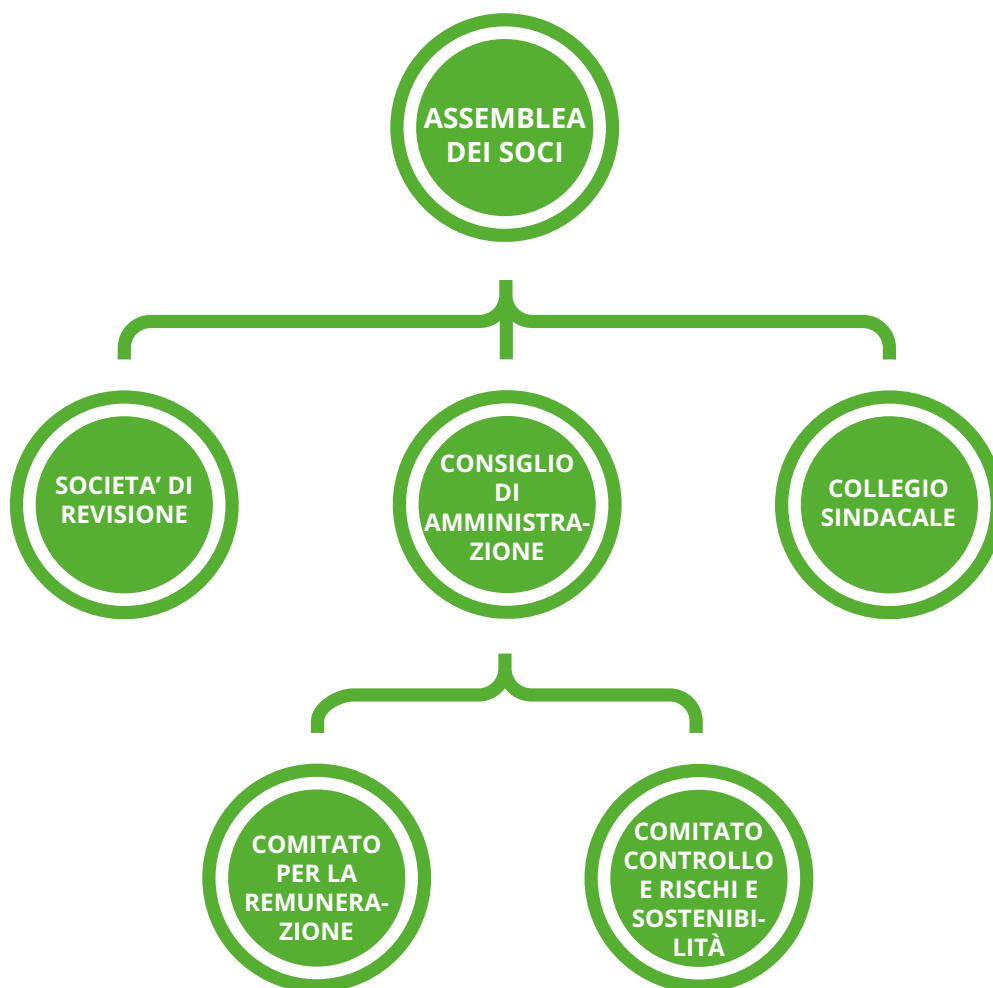 ASSEMBLEA
DEI SOCI
SOCIETA’ DI
REVISIONE
CONSIGLIO
DI
AMMINISTRA-
ZIONE
COLLEGIO
SINDACALE
COMITATO
PER LA
REMUNERA-
ZIONE
COMITATO
CONTROLLO
E RISCHI E
SOSTENIBI-
LITÀ